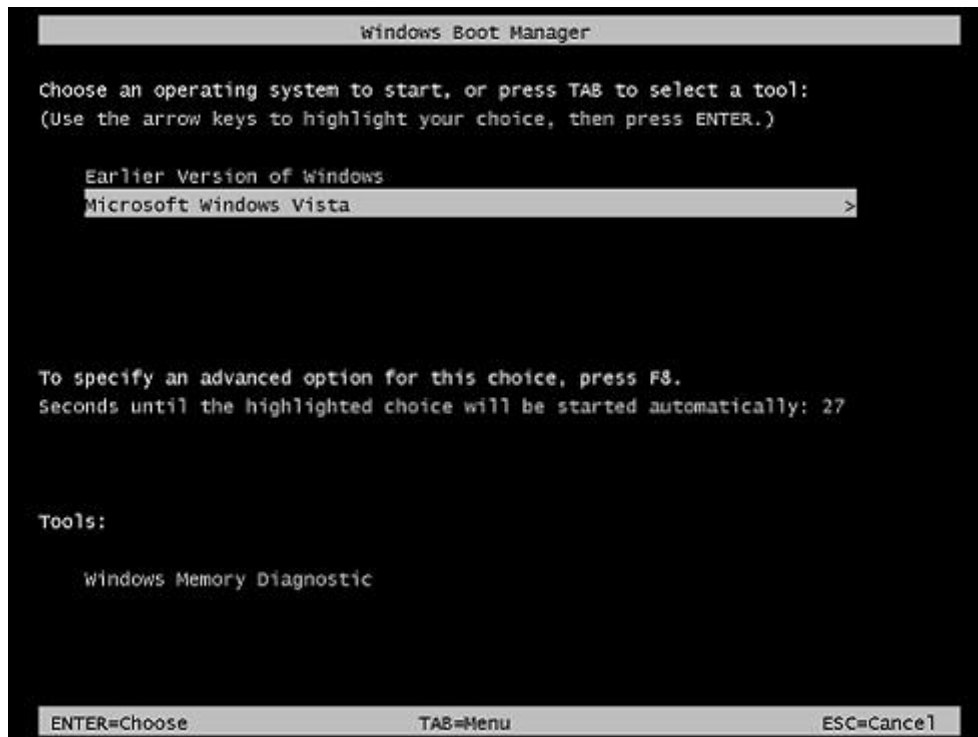 Windows Boot Manager
Choose an operating system to start, or press TAB to select a tool:
(Use the arrow keys to highlight your choice, then press ENTER.)
Earlier Version of Windows
Microsoft Windows Vista >
To specify an advanced option for this choice, press F8.
Seconds until the highlighted choice will be started automatically: 27
Tools:
Windows Memory Diagnostic
ENTER=Choose TAB=Menu ESC=Cancel